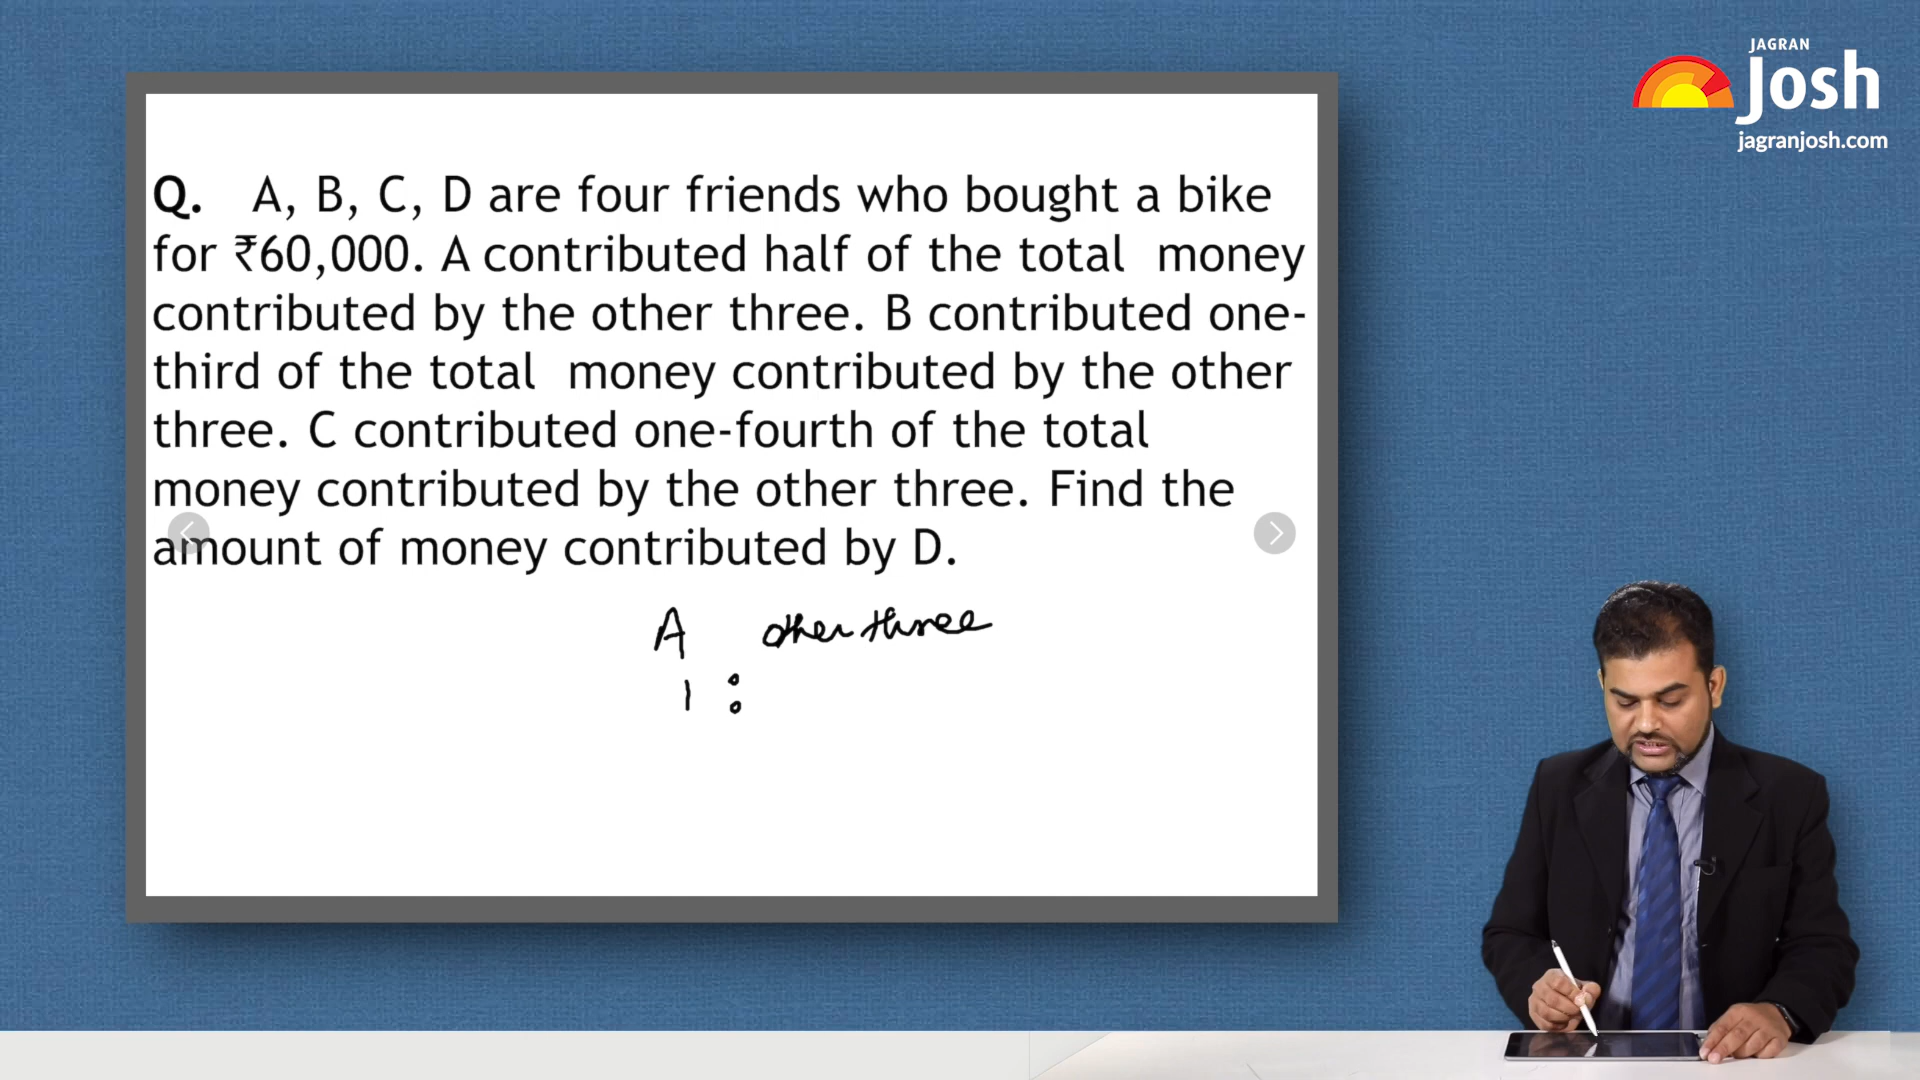 JAGRAN
Josh
jagranjosh.com
Q. A, B, C, D are four friends who bought a bike
for ₹60,000. A contributed half of the total money
contributed by the other three. B contributed one-
third of the total money contributed by the other
three. C contributed one-fourth of the total
money contributed by the other three. Find the
amount of money contributed by D.
A other three
1 :